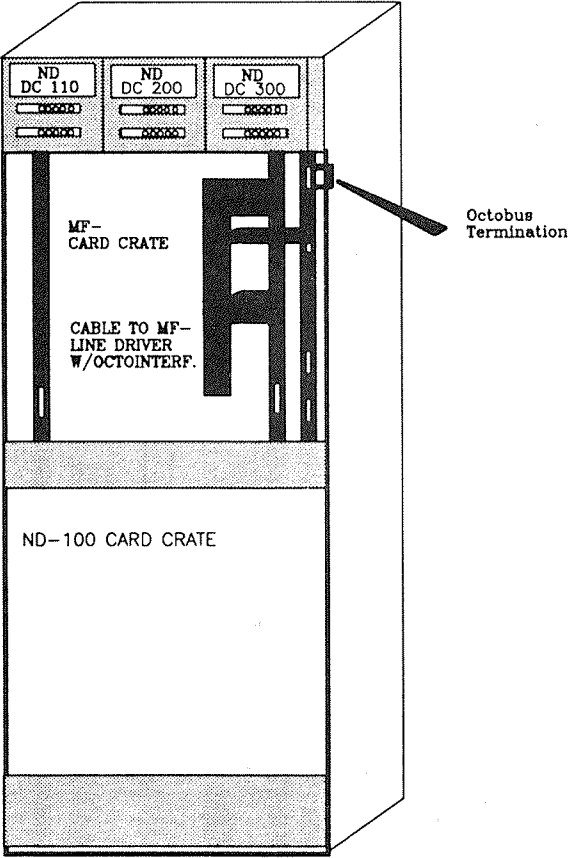 ND
DC 110
ND
DC 200
ND
DC 300
MF-
CARD CRATE
Octobus
Termination
CABLE TO MF-
LINE DRIVER
W/OCTOINTERF.
ND-100 CARD CRATE